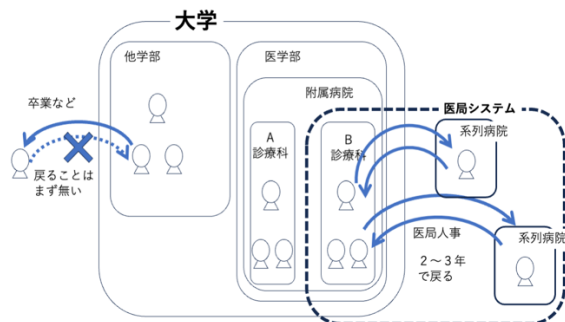 大学
他学部
医学部
附属病院
医局システム
卒業など
A
診療科
B
診療科
系列病院
戻ることは
まず無い
医局人事
系列病院
２～３年
で戻る